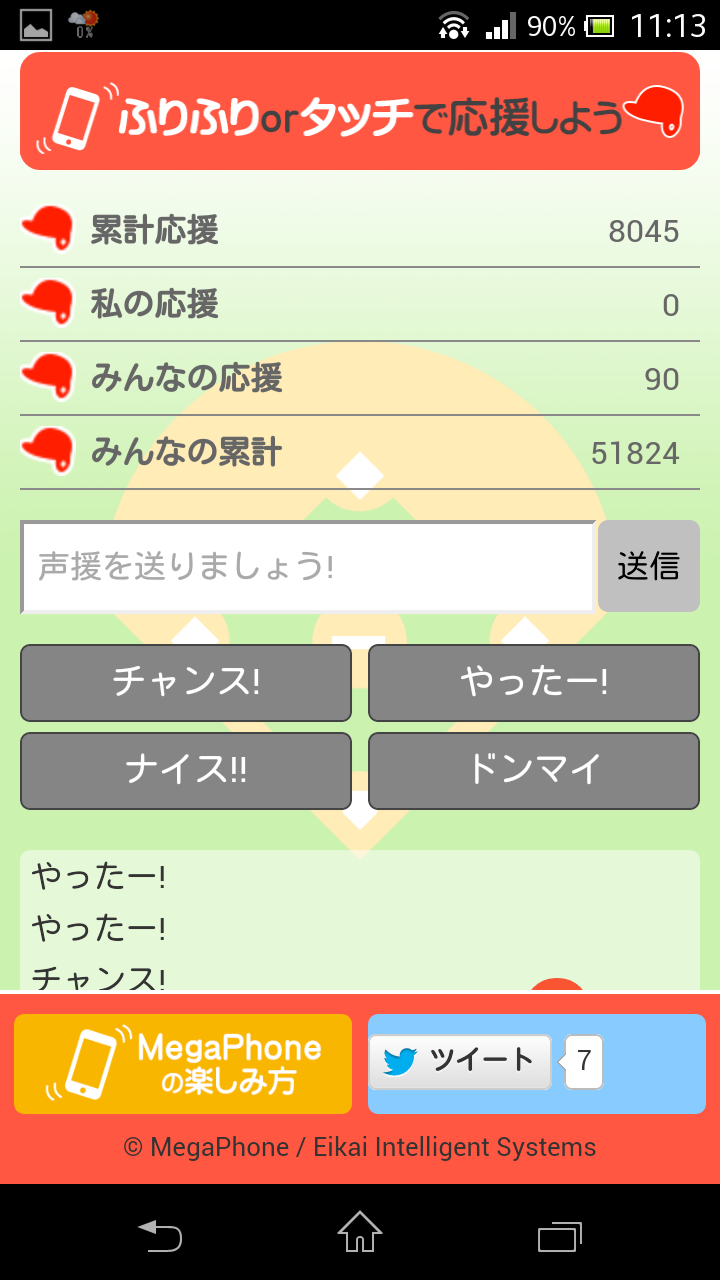 0%
90%
11:13
ふりふりorタッチで応援しよう
累計応援 8045
私の応援 0
みんなの応援 90
みんなの累計 51824
声援を送りましょう! 送信
チャンス! やったー!
ナイス!! ドンマイ
やったー!
やったー!
チャンス!
MegaPhone
の楽しみ方
ツイート 7
© MegaPhone / Eikai Intelligent Systems